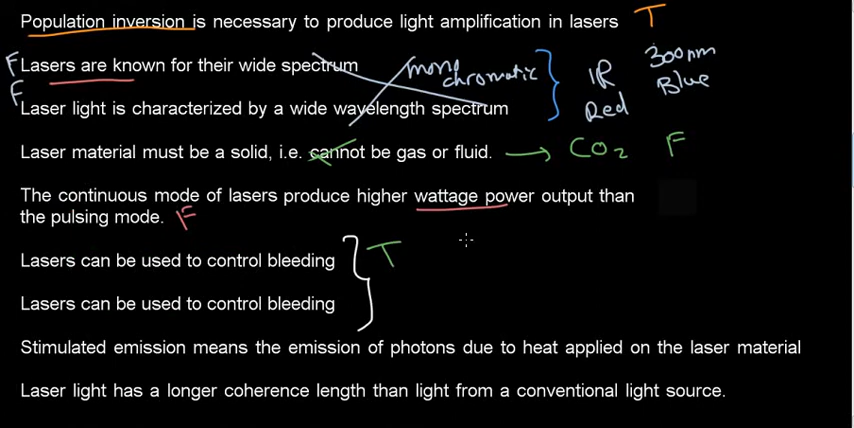 Population inversion is necessary to produce light amplification in lasers T
F Lasers are known for their wide spectrum
mono chromatic
IR 300nm
Red Blue
F Laser light is characterized by a wide wavelength spectrum
Laser material must be a solid, i.e. cannot be gas or fluid. → CO2 F
The continuous mode of lasers produce higher wattage power output than
the pulsing mode. F
Lasers can be used to control bleeding T
Lasers can be used to control bleeding
Stimulated emission means the emission of photons due to heat applied on the laser material
Laser light has a longer coherence length than light from a conventional light source.